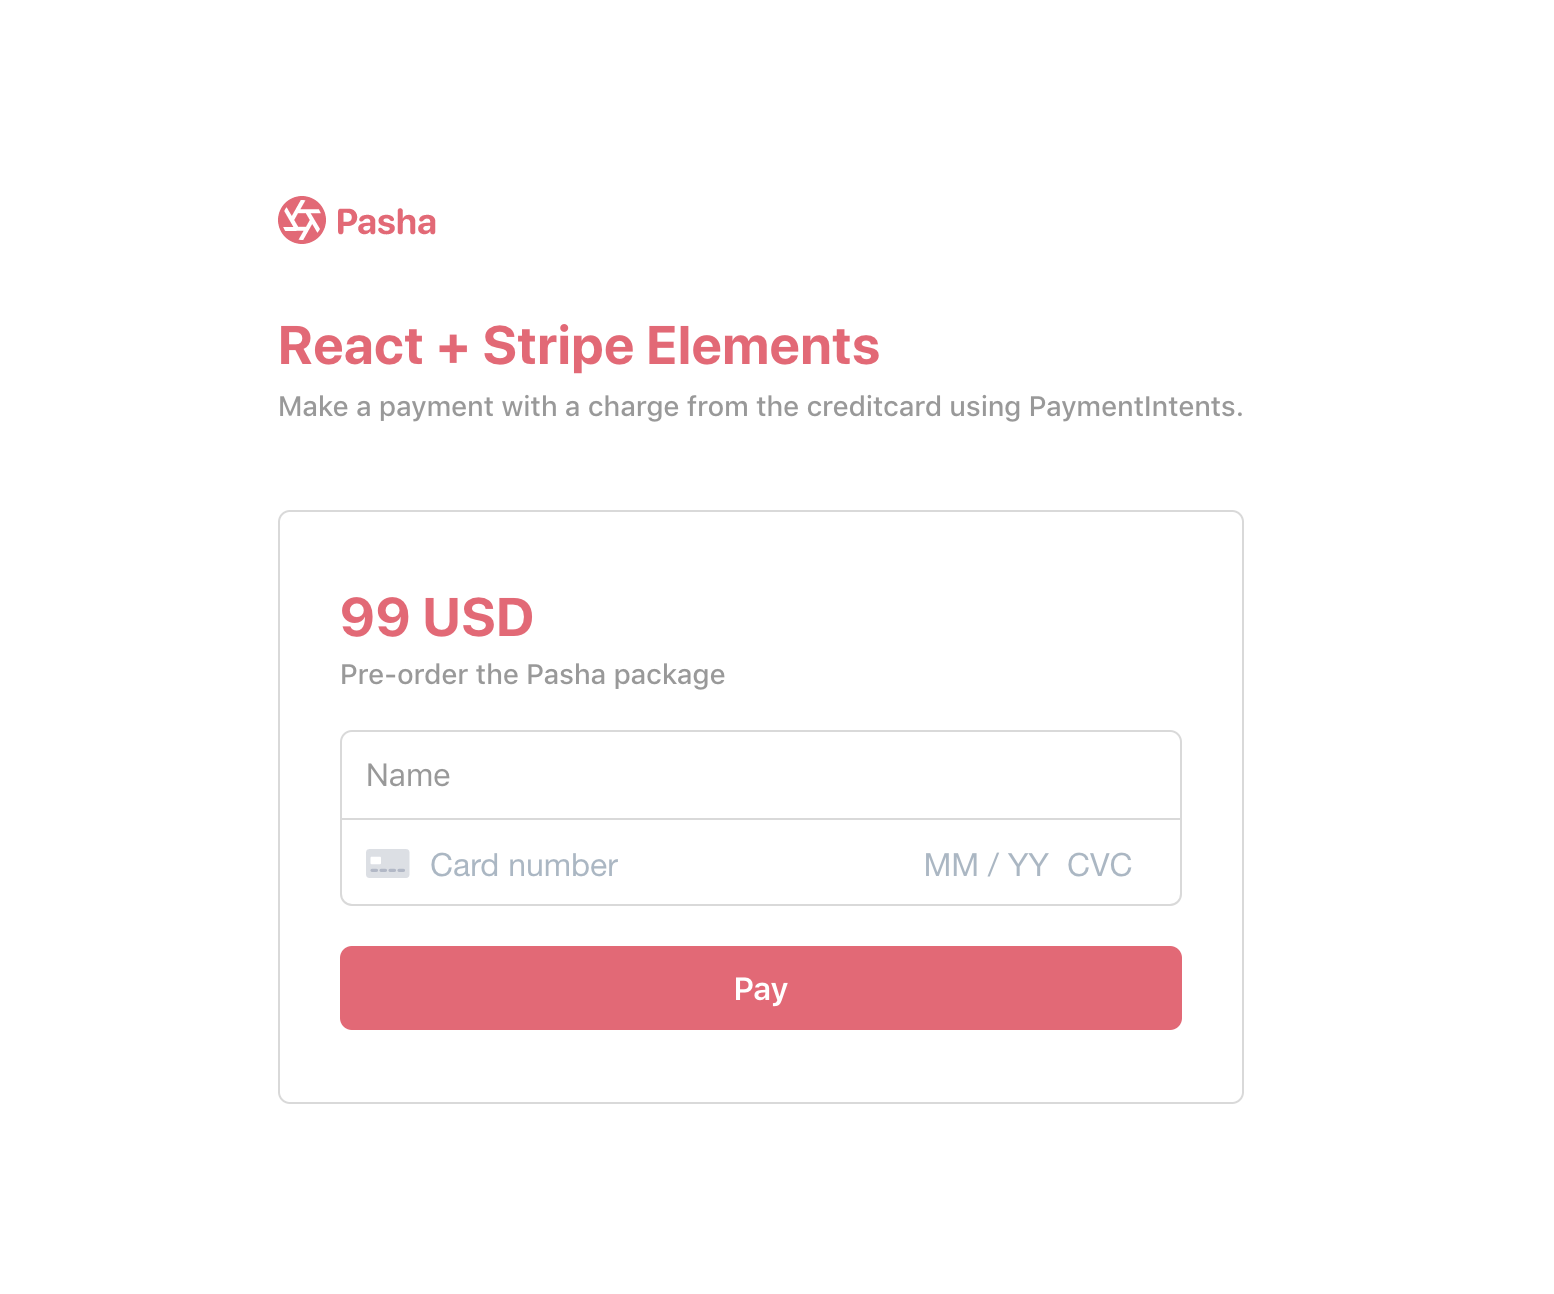 Pasha
React + Stripe Elements
Make a payment with a charge from the creditcard using PaymentIntents.
99 USD
Pre-order the Pasha package
Name
Card number MM / YY CVC
Pay